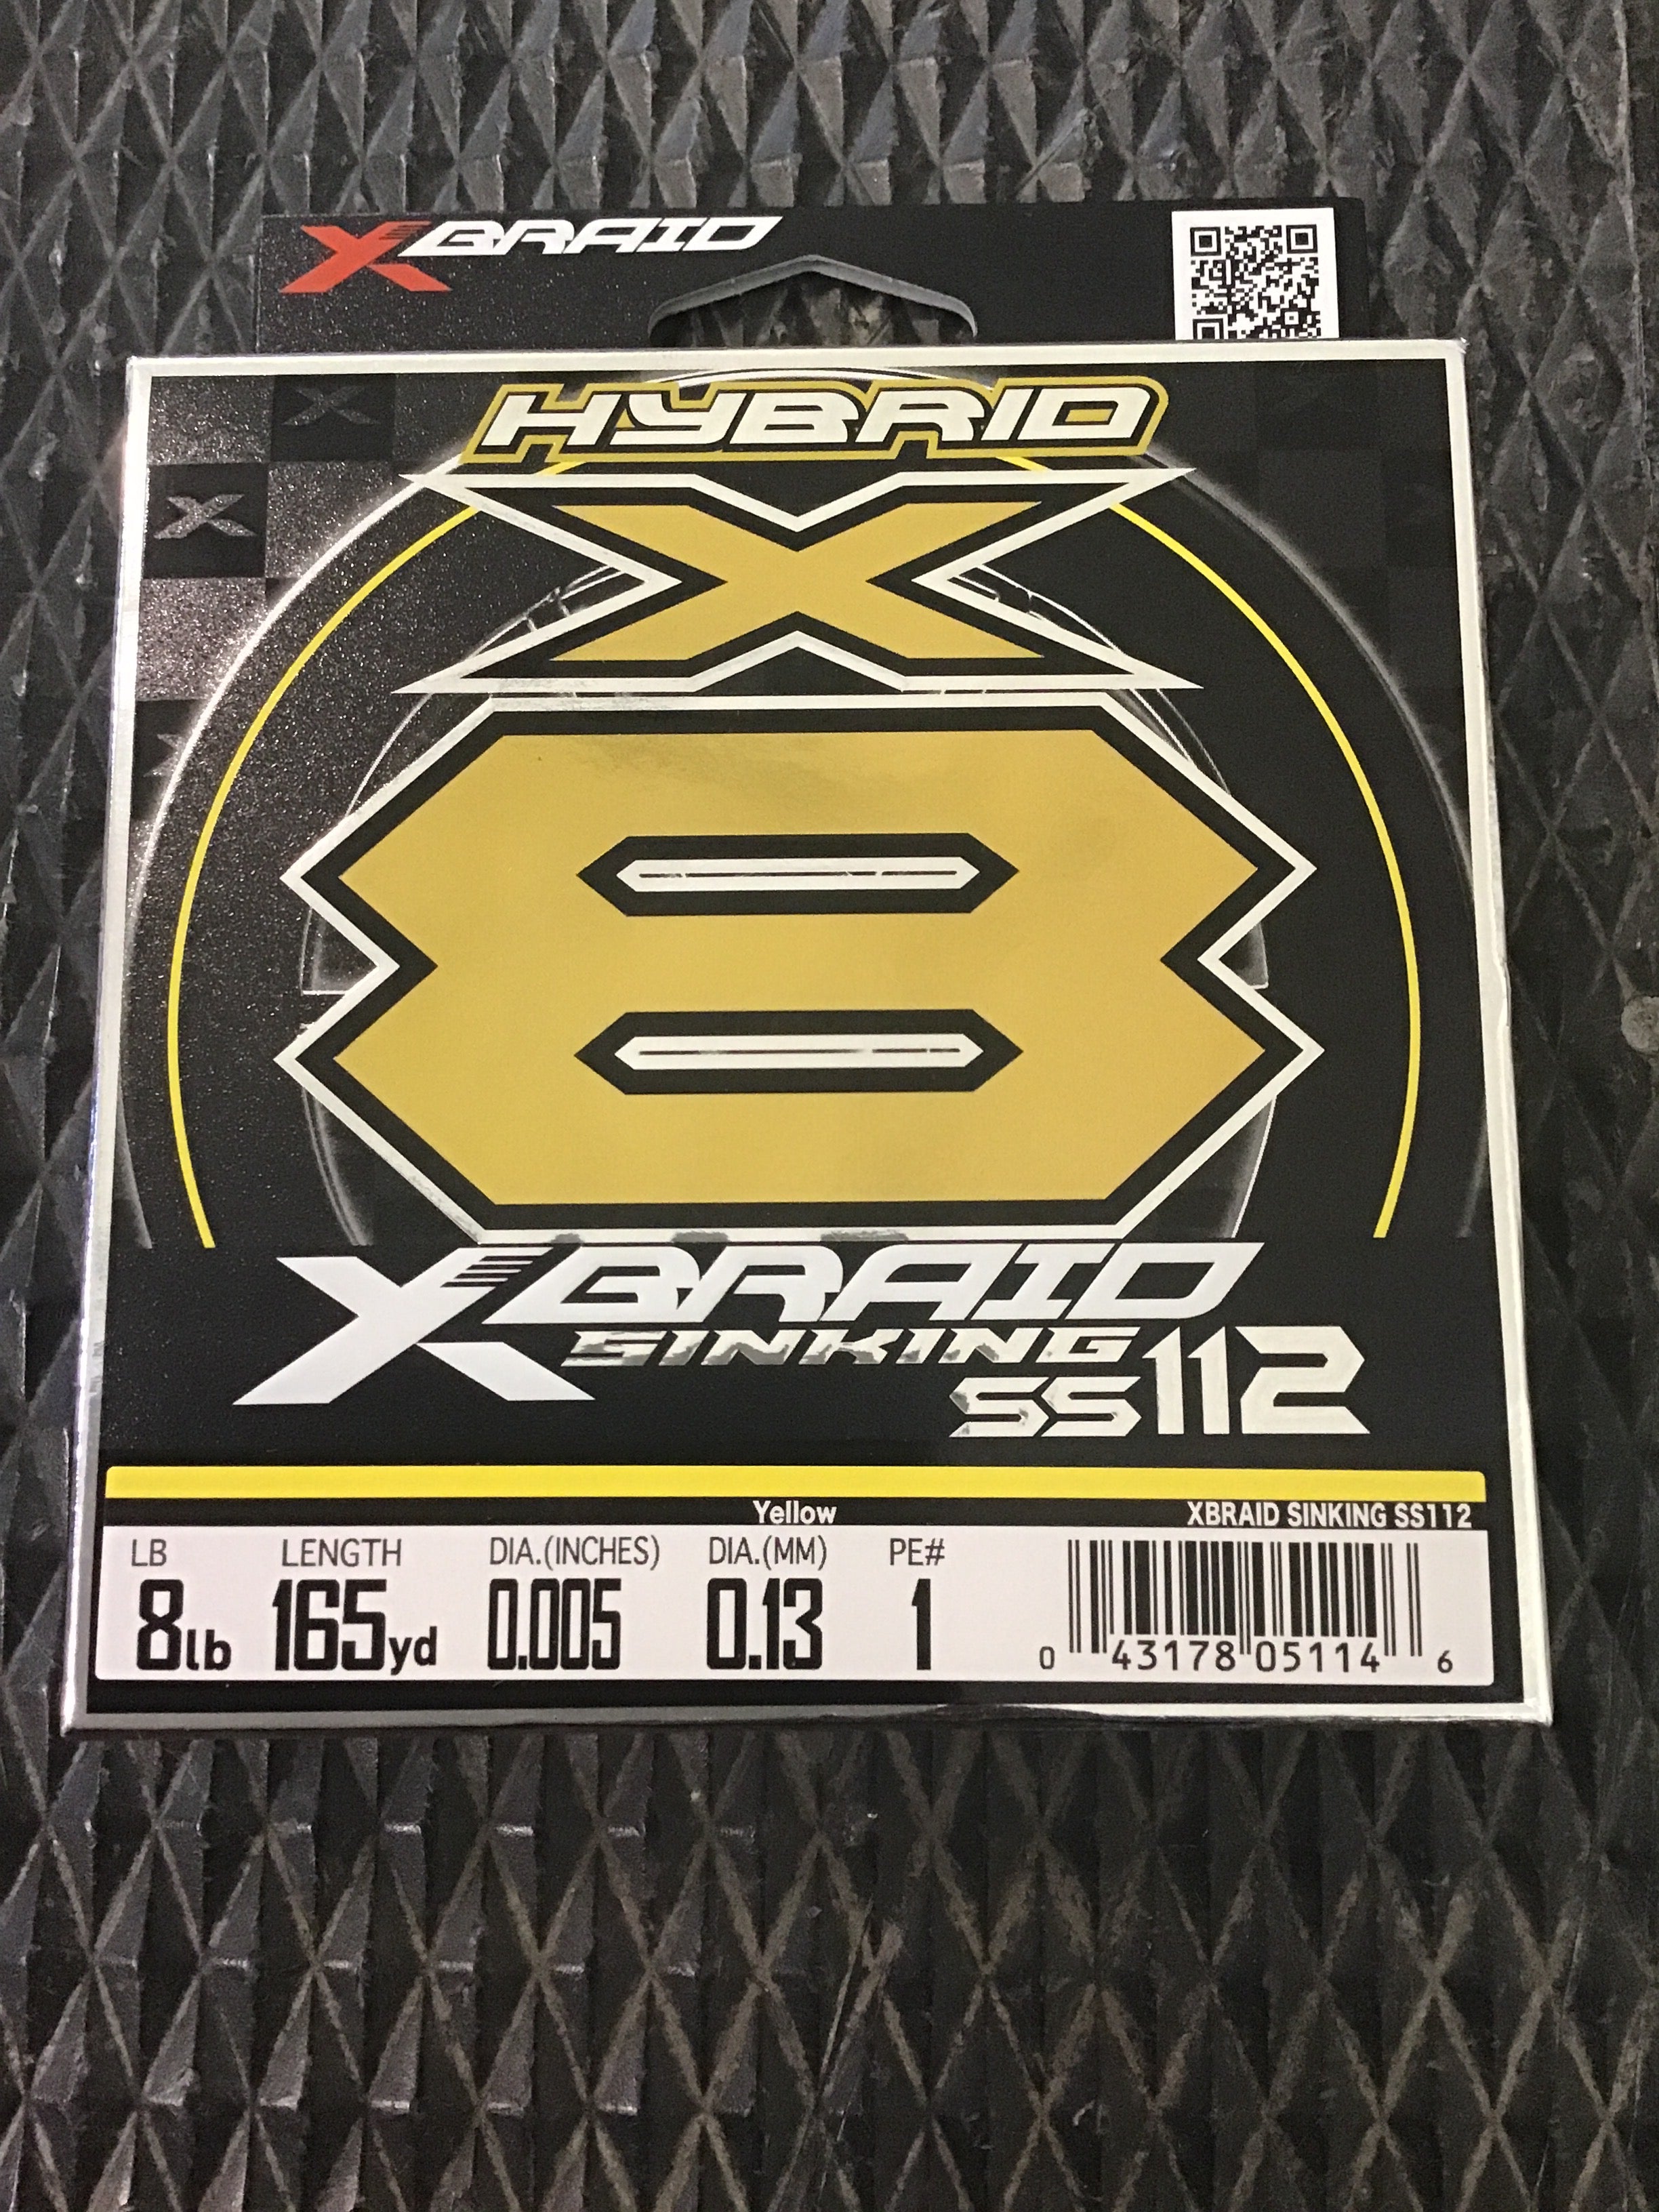 XBRAID
HYBRID
X
8
XBRAID
SINKING
SS112
Yellow
XBRAID SINKING SS112
LB LENGTH DIA.(INCHES) DIA.(MM) PE#
8lb 165yd 0.005 0.13 1
0 43178 05114 6